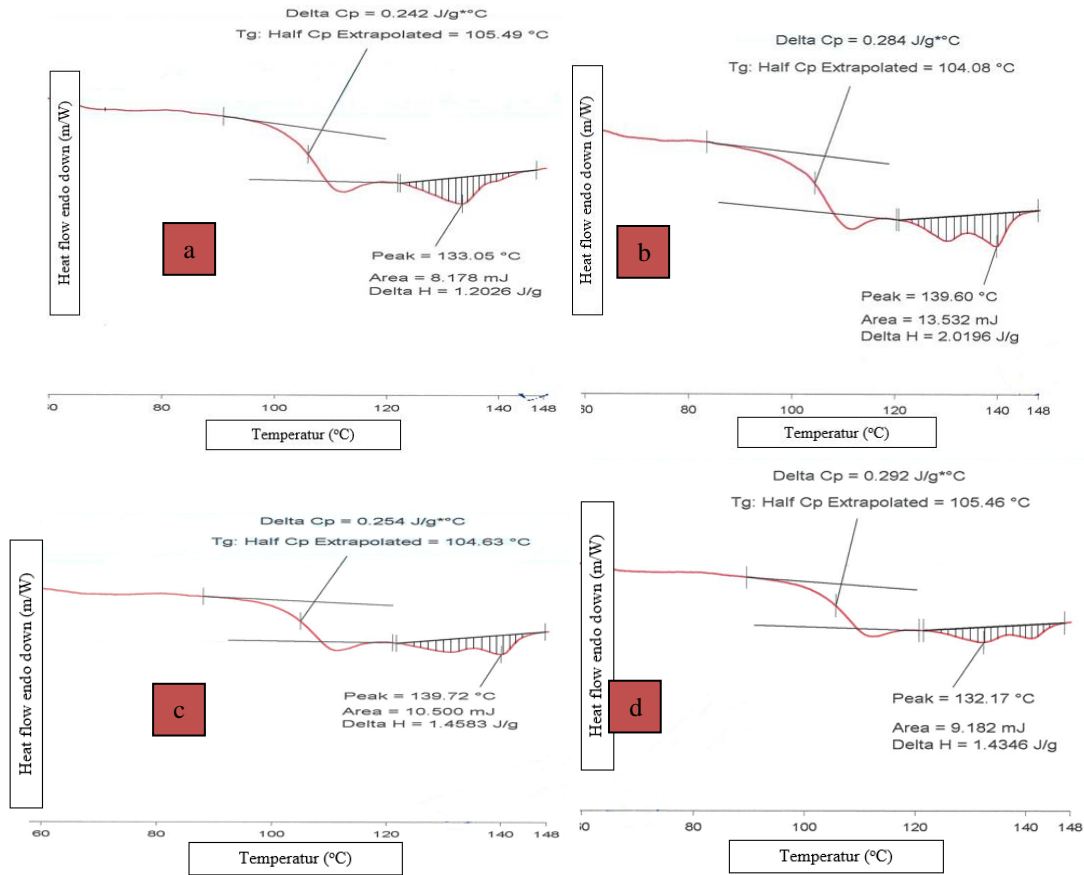 Delta Cp = 0.242 J/g*°C
Tg: Half Cp Extrapolated = 105.49 °C
Heat flow endo down (m/W)
a
Peak = 133.05 °C
Area = 8.178 mJ
Delta H = 1.2026 J/g
60 80 100 120 140 148
Temperatur (°C)
Delta Cp = 0.284 J/g*°C
Tg: Half Cp Extrapolated = 104.08 °C
Heat flow endo down (m/W)
b
Peak = 139.60 °C
Area = 13.532 mJ
Delta H = 2.0196 J/g
60 80 100 120 140 148
Temperatur (°C)
Delta Cp = 0.254 J/g*°C
Tg: Half Cp Extrapolated = 104.63 °C
Heat flow endo down (m/W)
c
Peak = 139.72 °C
Area = 10.500 mJ
Delta H = 1.4583 J/g
60 80 100 120 140 148
Temperatur (°C)
Delta Cp = 0.292 J/g*°C
Tg: Half Cp Extrapolated = 105.46 °C
Heat flow endo down (m/W)
d
Peak = 132.17 °C
Area = 9.182 mJ
Delta H = 1.4346 J/g
60 80 100 120 140 148
Temperatur (°C)